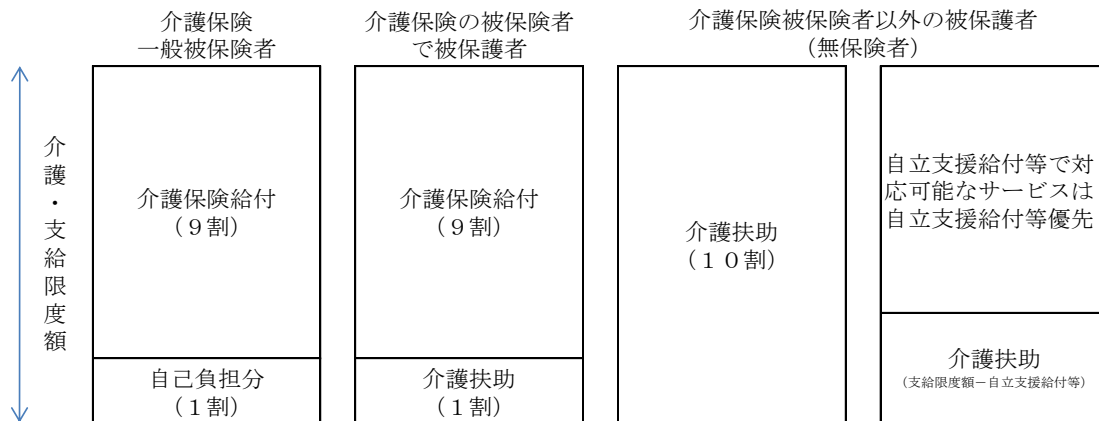 介護保険
一般被保険者
介護保険の被保険者
で被保護者
介護保険被保険者以外の被保護者
（無保険者）
介護・支給限度額
介護保険給付
（９割）
自己負担分
（１割）
介護保険給付
（９割）
介護扶助
（１割）
介護扶助
（１０割）
自立支援給付等で対
応可能なサービスは
自立支援給付等優先
介護扶助
（支給限度額－自立支援給付等）